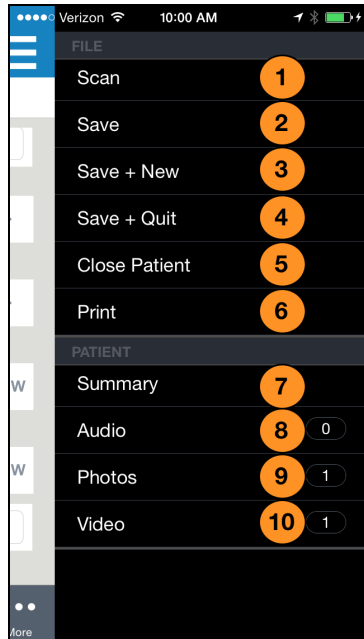 Verizon 10:00 AM
FILE
Scan 1
Save 2
Save + New 3
Save + Quit 4
Close Patient 5
Print 6
PATIENT
W
Summary 7
Audio 8 0
W
Photos 9 1
Video 10 1
More